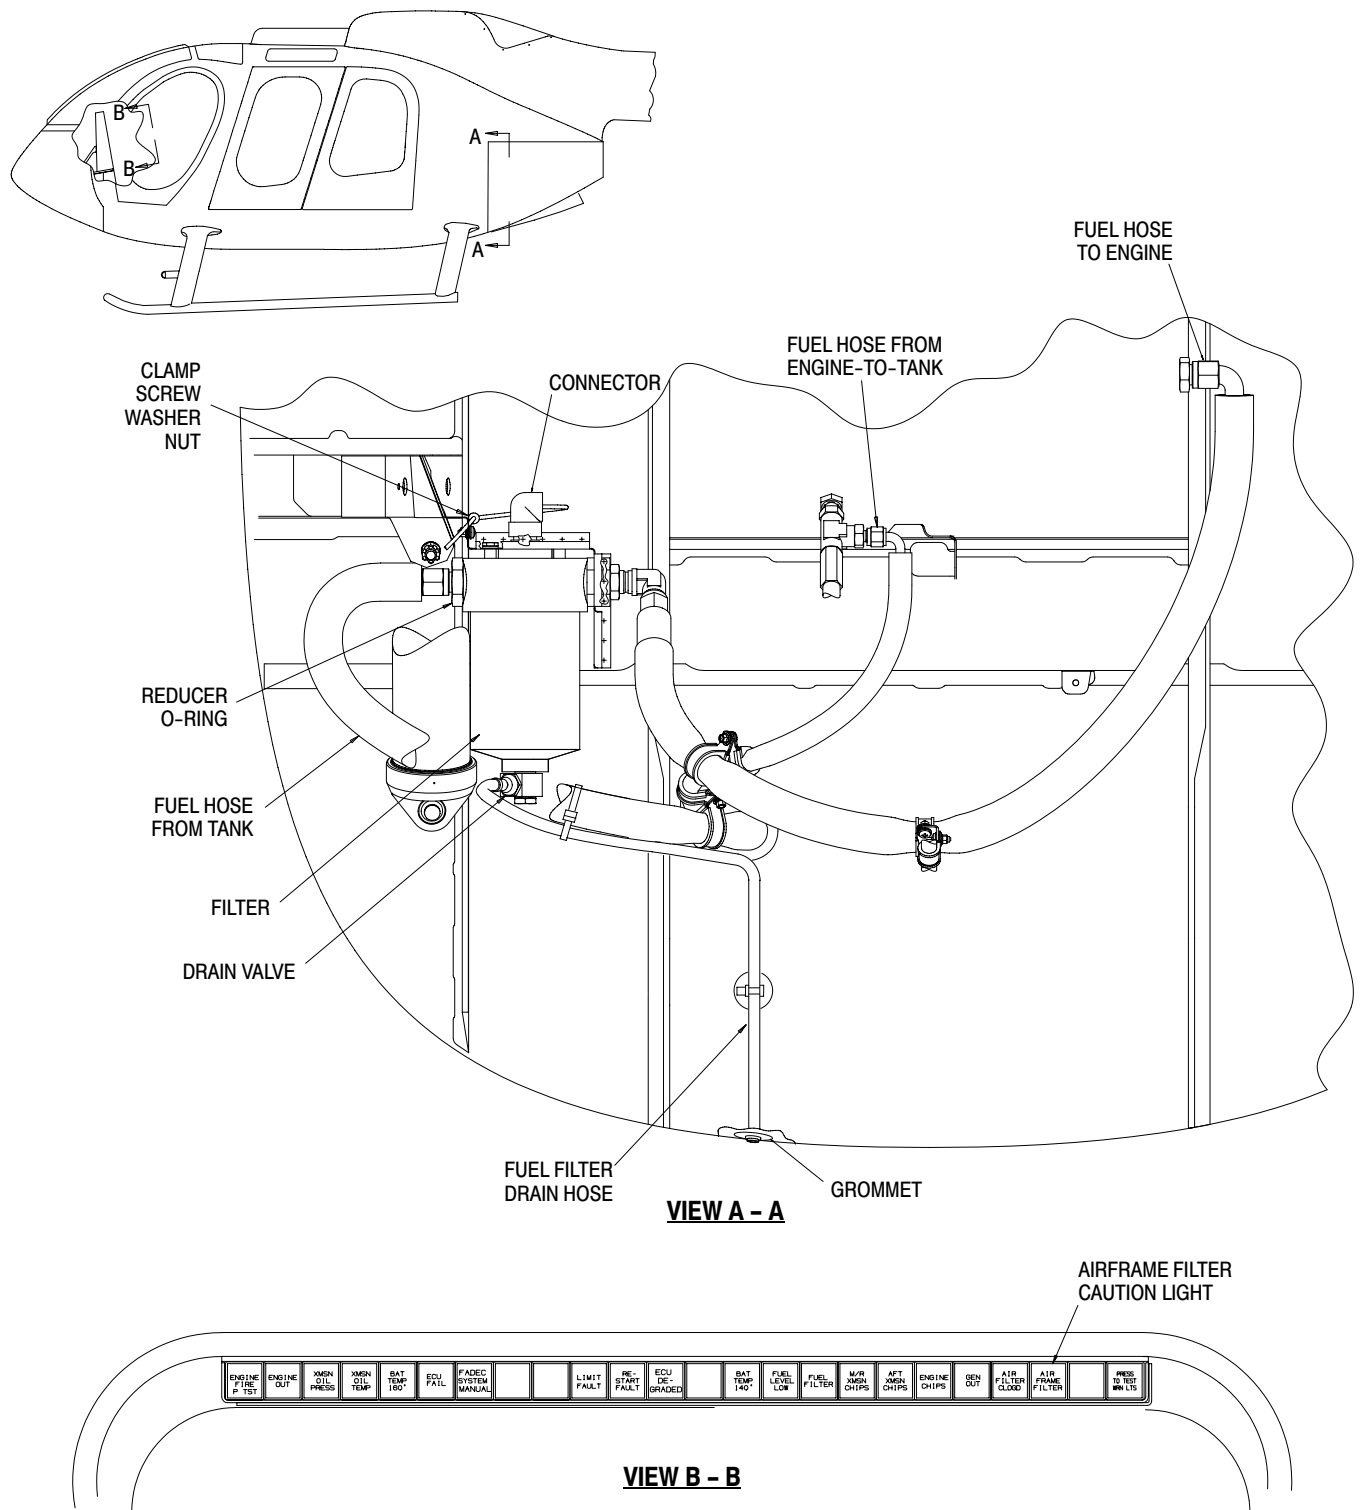 B
B
A
A
FUEL HOSE
TO ENGINE
FUEL HOSE FROM
ENGINE-TO-TANK
CLAMP
SCREW
WASHER
NUT
CONNECTOR
REDUCER
O-RING
FUEL HOSE
FROM TANK
FILTER
DRAIN VALVE
FUEL FILTER
DRAIN HOSE
GROMMET
VIEW A – A
AIRFRAME FILTER
CAUTION LIGHT
ENGINE
FIRE
P TST
ENGINE
OUT
XMSN
OIL
PRESS
XMSN
OIL
TEMP
BAT
TEMP
160°
ECU
FAIL
FADEC
SYSTEM
MANUAL
LIMIT
FAULT
RE-
START
FAULT
ECU
DE-
GRADED
BAT
TEMP
140°
FUEL
LEVEL
LOW
FUEL
FILTER
M/R
XMSN
CHIPS
AFT
XMSN
CHIPS
ENGINE
CHIPS
GEN
OUT
AIR
FILTER
CLOGD
AIR
FRAME
FILTER
PRESS
TO TEST
WRN LTS
VIEW B – B